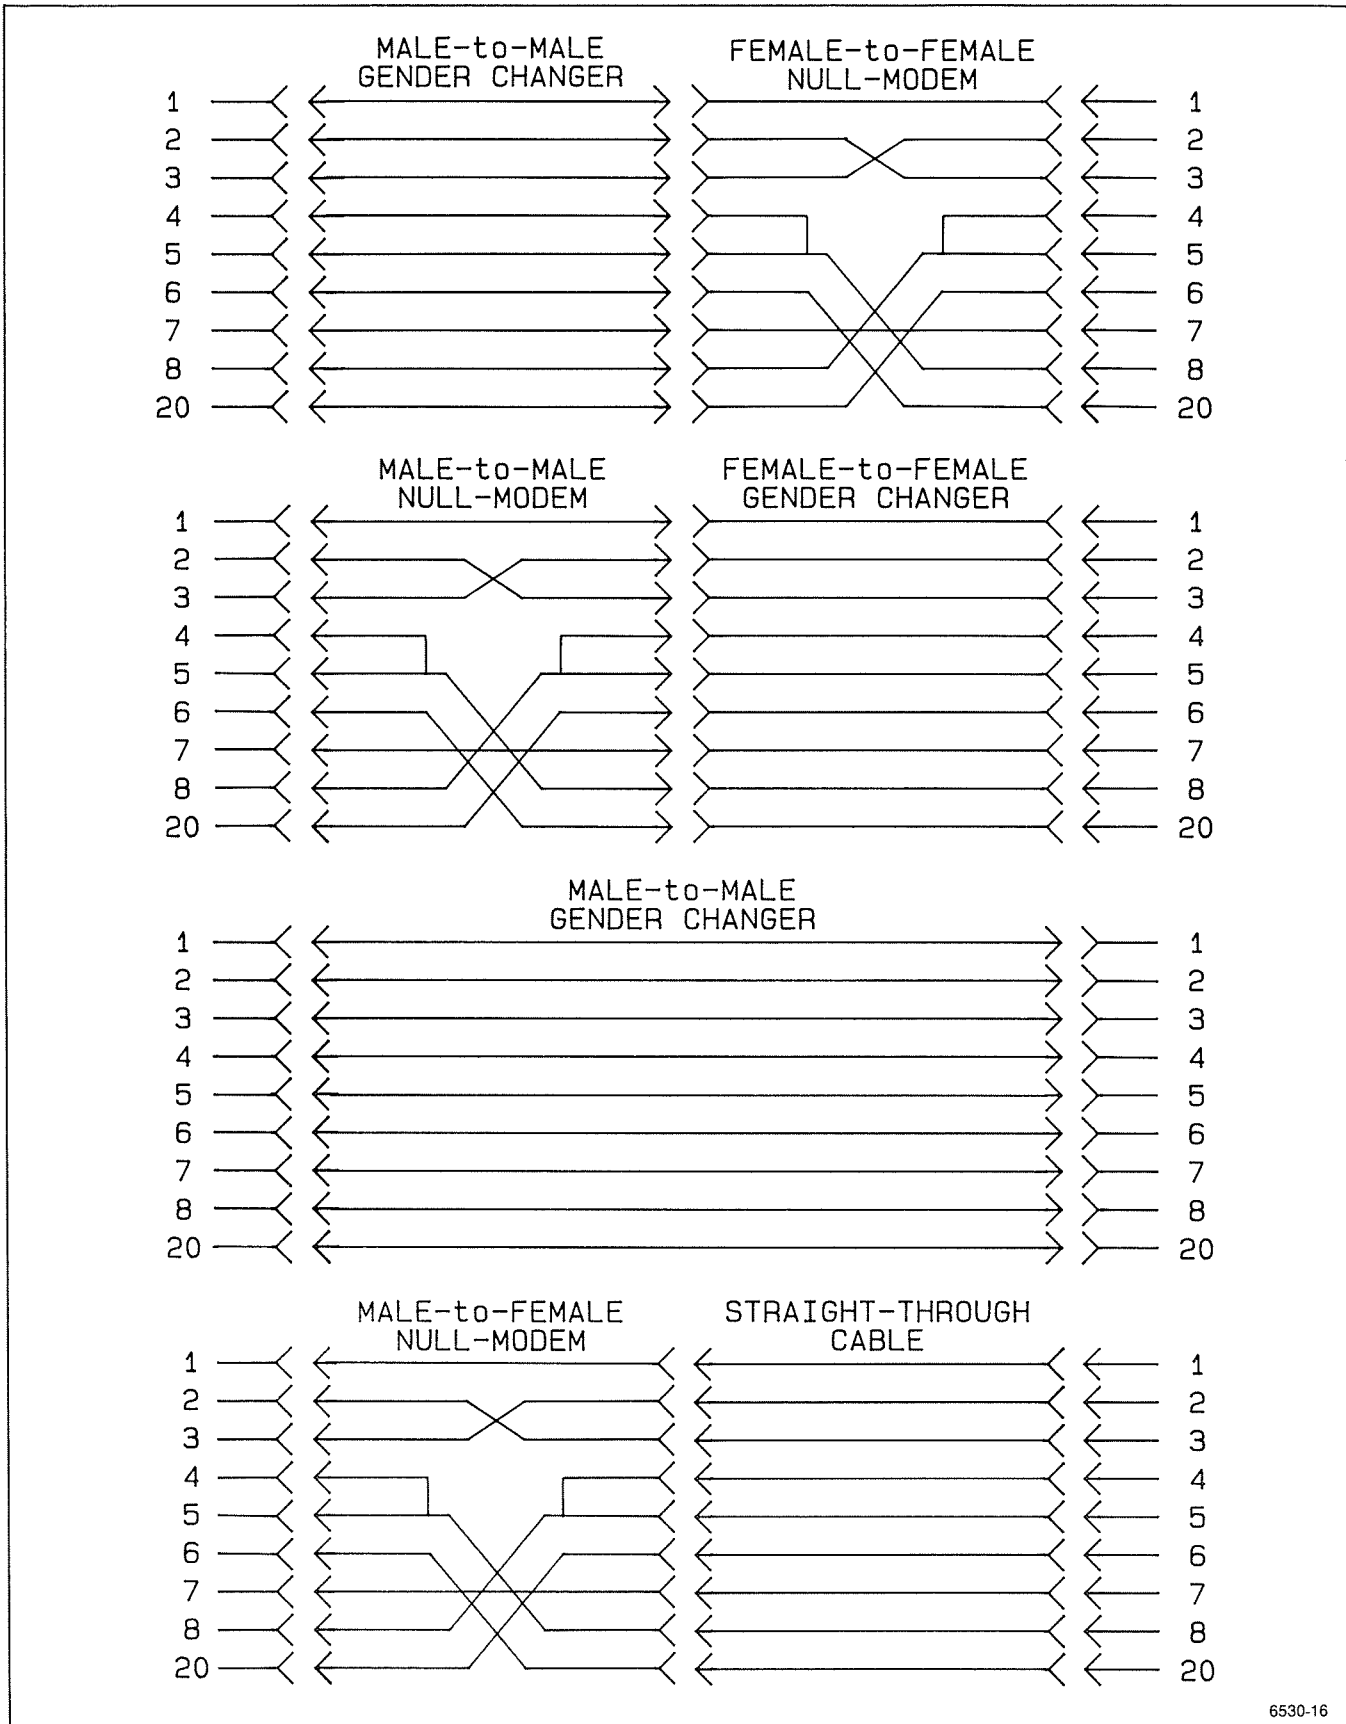 MALE-to-MALE
GENDER CHANGER
FEMALE-to-FEMALE
NULL-MODEM
1 1
2 2
3 3
4 4
5 5
6 6
7 7
8 8
20 20
MALE-to-MALE
NULL-MODEM
FEMALE-to-FEMALE
GENDER CHANGER
1 1
2 2
3 3
4 4
5 5
6 6
7 7
8 8
20 20
MALE-to-MALE
GENDER CHANGER
1 1
2 2
3 3
4 4
5 5
6 6
7 7
8 8
20 20
MALE-to-FEMALE
NULL-MODEM
STRAIGHT-THROUGH
CABLE
1 1
2 2
3 3
4 4
5 5
6 6
7 7
8 8
20 20
6530-16